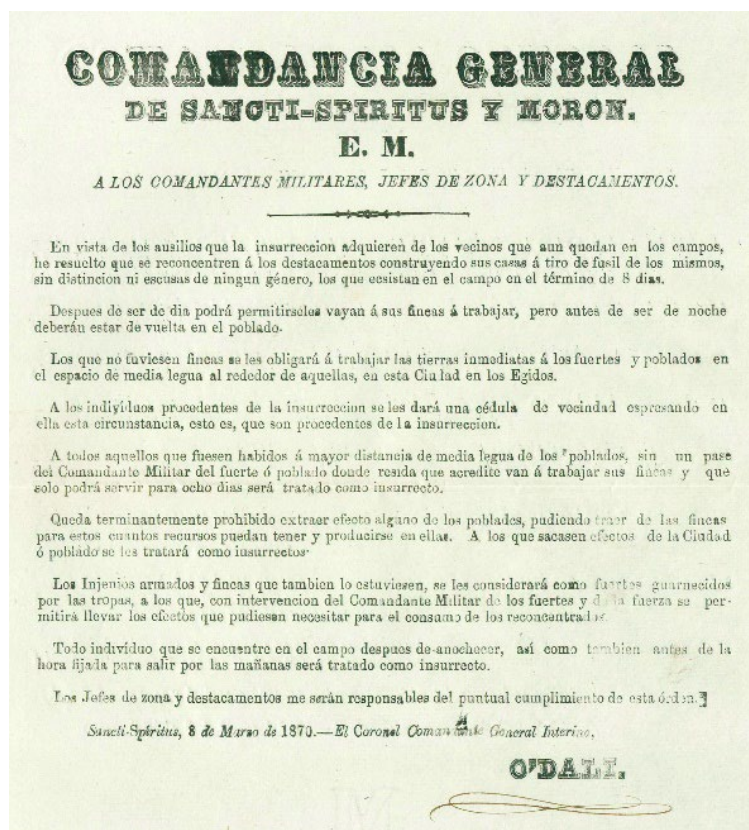 COMANDANCIA GENERAL
DE SANCTI-SPIRITUS Y MORON.
E. M.
A LOS COMANDANTES MILITARES, JEFES DE ZONA Y DESTACAMENTOS.
En vista de los ausilios que la insurreccion adquieren de los vecinos que aun quedan en los campos,
he resuelto que se reconcentren á los destacamentos construyendo sus casas á tiro de fusil de los mismos,
sin distincion ni escusas de ningun género, los que ecsistan en el campo en el término de 8 dias.
Despues de ser de dia podrá permitirseles vayan á sus fincas á trabajar, pero antes de ser de noche
deberán estar de vuelta en el poblado.
Los que no tuviesen fincas se les obligará á trabajar las tierras inmediatas á los fuertes y poblados en
el espacio de media legua al rededor de aquellas, en esta Ciudad en los Egidos.
A los indivíduos procedentes de la insurreccion se les dará una cédula de vecindad espresando en
ella esta circunstancia, esto es, que son procedentes de la insurreccion.
A todos aquellos que fuesen habidos á mayor distancia de media legua de los poblados, sin un pase
del Comandante Militar del fuerte ó poblado donde resida que acredite van á trabajar sus fincas y que
solo podrá servir para ocho dias será tratado como insurrecto.
Queda terminantemente prohibido extraer efecto alguno de los poblados, pudiendo traer de las fincas
para estos cuantos recursos puedan tener y producirse en ellas. A los que sacasen efectos de la Ciudad
ó poblado se les tratará como insurrectos.
Los Injenios armados y fincas que tambien lo estuviesen, se les considerará como fuertes guarnecidos
por las tropas, a los que, con intervencion del Comandante Militar de los fuertes y de la fuerza se per-
mitirá llevar los efectos que pudiesen necesitar para el consumo de los reconcentrados.
Todo indivíduo que se encuentre en el campo despues de anochecer, así como tambien antes de la
hora fijada para salir por las mañanas será tratado como insurrecto.
Los Jefes de zona y destacamentos me serán responsables del puntual cumplimiento de esta órden.
Sancti-Spíritus, 8 de Marzo de 1870.—El Coronel Comandante General Interino,
O'DALI.